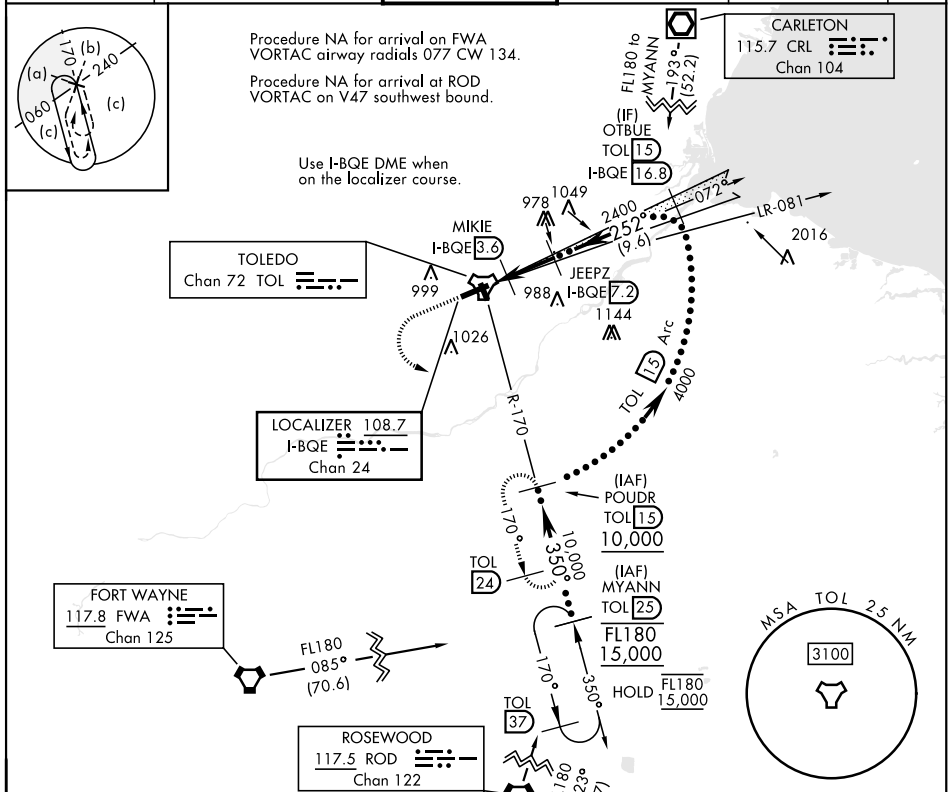 Procedure NA for arrival on FWA
VORTAC airway radials 077 CW 134.
Procedure NA for arrival at ROD
VORTAC on V47 southwest bound.
Use I-BQE DME when
on the localizer course.
170°
(b)
240
(a)
(c)
060
(c)
CARLETON
115.7 CRL
Chan 104
FL180 to
MYANN
193°
(52.2)
(IF)
OTBUE
TOL 15
I-BQE 16.8
978
1049
2400
252°
(9.6)
072°
LR-081
2016
MIKIE
I-BQE 3.6
JEEPZ
I-BQE 7.2
988
1144
999
1026
TOLEDO
Chan 72 TOL
LOCALIZER 108.7
I-BQE
Chan 24
R-170
TOL 15 Arc
4000
(IAF)
POUDR
TOL 15
10,000
170°
350°
10,000
TOL
24
(IAF)
MYANN
TOL 25
FL180
15,000
170°
350°
HOLD FL180
15,000
TOL
37
FORT WAYNE
117.8 FWA
Chan 125
FL180
085°
(70.6)
ROSEWOOD
117.5 ROD
Chan 122
MSA TOL 25 NM
3100